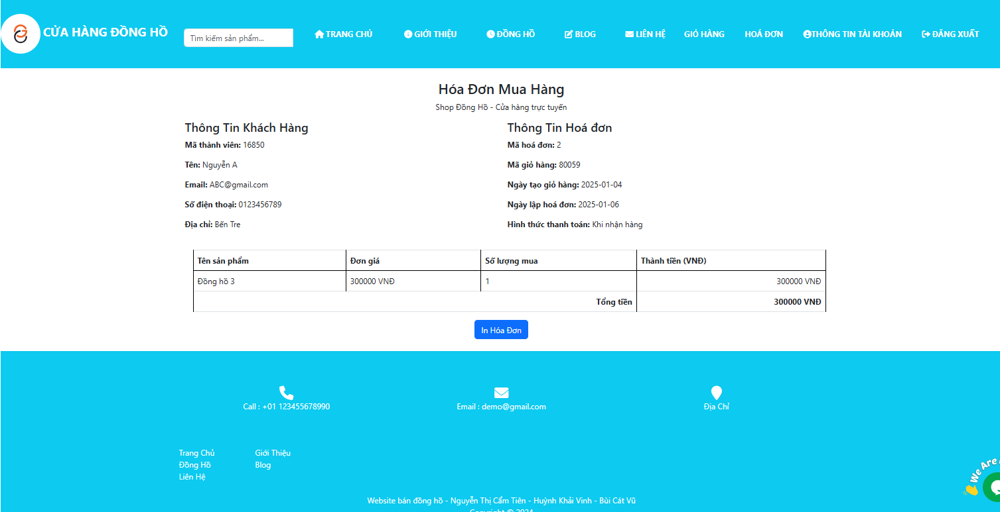 CỬA HÀNG ĐỒNG HỒ
Tìm kiếm sản phẩm...
TRANG CHỦ
GIỚI THIỆU
ĐỒNG HỒ
BLOG
LIÊN HỆ
GIỎ HÀNG
HOÁ ĐƠN
THÔNG TIN TÀI KHOẢN
ĐĂNG XUẤT
Hóa Đơn Mua Hàng
Shop Đồng Hồ - Cửa hàng trực tuyến
Thông Tin Khách Hàng
Mã thành viên: 16850
Tên: Nguyễn A
Email: ABC@gmail.com
Số điện thoại: 0123456789
Địa chỉ: Bến Tre
Thông Tin Hoá đơn
Mã hoá đơn: 2
Mã giỏ hàng: 80059
Ngày tạo giỏ hàng: 2025-01-04
Ngày lập hoá đơn: 2025-01-06
Hình thức thanh toán: Khi nhận hàng
Tên sản phẩm Đơn giá Số lượng mua Thành tiền (VNĐ)
Đồng hồ 3 300000 VNĐ 1 300000 VNĐ
Tổng tiền 300000 VNĐ
In Hóa Đơn
Call : +01 123455678990
Email : demo@gmail.com
Địa Chỉ
Trang Chủ Giới Thiệu
Đồng Hồ Blog
Liên Hệ
We Are
Website bán đồng hồ - Nguyễn Thị Cẩm Tiên - Huỳnh Khải Vinh - Bùi Cát Vũ
Copyright © 2024